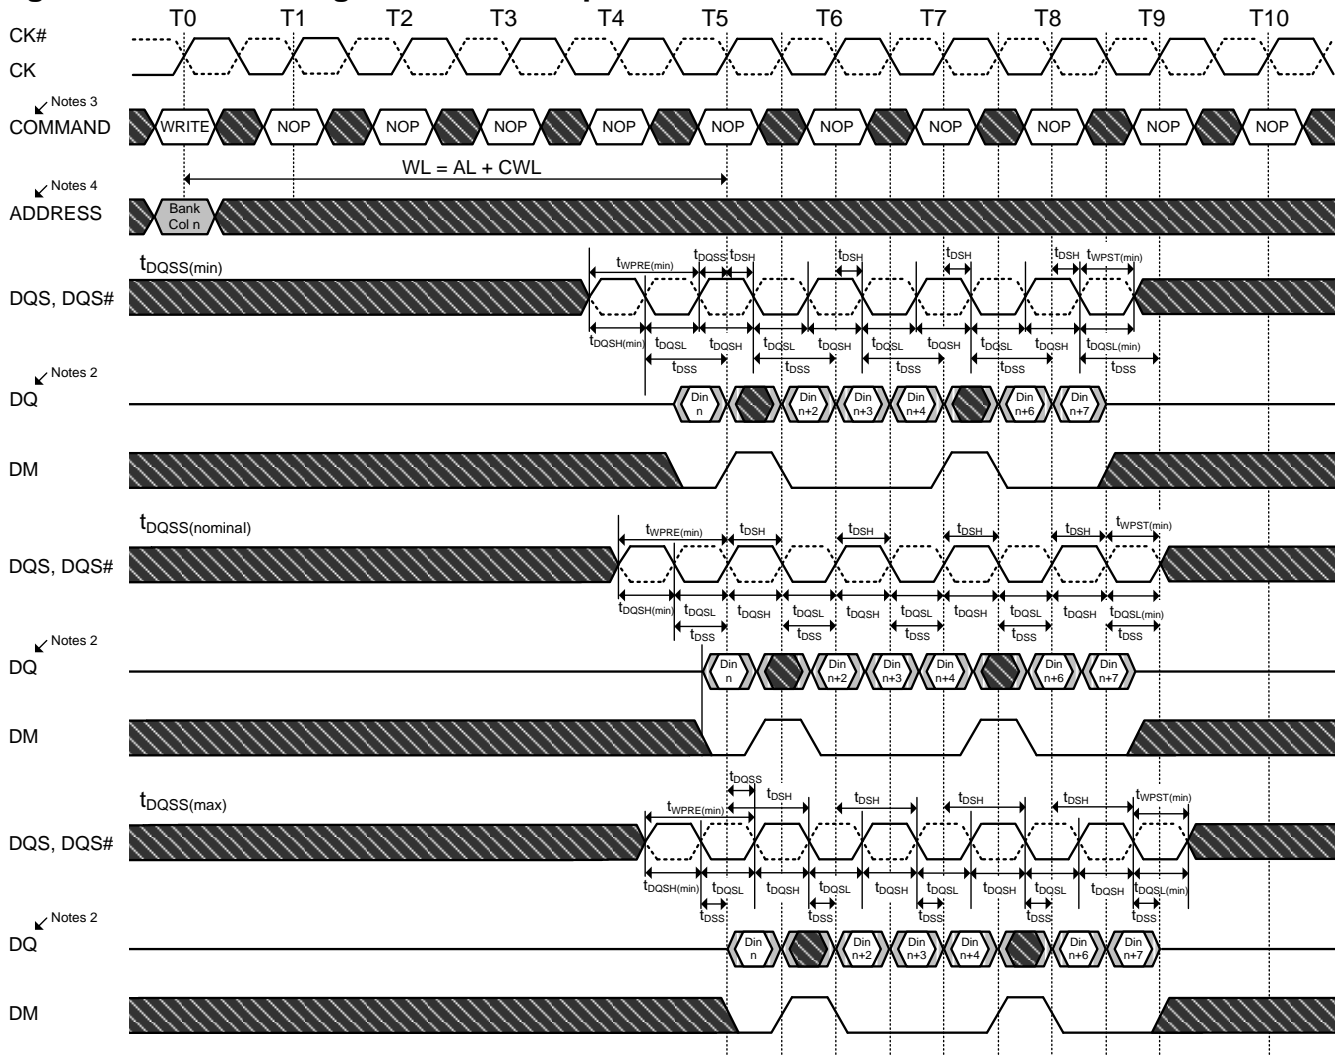 T0 T1 T2 T3 T4 T5 T6 T7 T8 T9 T10
CK#
CK
Notes 3
COMMAND WRITE NOP NOP NOP NOP NOP NOP NOP NOP NOP NOP
WL = AL + CWL
Notes 4
ADDRESS
Bank
Col n
tDQSS(min) tWPRE(min) tDQSS tDSH tDSH tDSH tDSH tWPST(min)
DQS, DQS#
tDQSH(min) tDQSL tDQSH tDQSL tDQSH tDQSL tDQSH tDQSL tDQSH tDQSL(min)
tDSS tDSS tDSS tDSS tDSS
Notes 2
DQ
Din n
Din n+2
Din n+3
Din n+4
Din n+6
Din n+7
DM
tDQSS(nominal) tWPRE(min) tDSH tDSH tDSH tDSH tWPST(min)
DQS, DQS#
tDQSH(min) tDQSL tDQSH tDQSL tDQSH tDQSL tDQSH tDQSL tDQSH tDQSL(min)
tDSS tDSS tDSS tDSS tDSS
Notes 2
DQ
Din n
Din n+2
Din n+3
Din n+4
Din n+6
Din n+7
DM
tDQSS
tDQSS(max) tWPRE(min) tDSH tDSH tDSH tDSH tWPST(min)
DQS, DQS#
tDQSH(min) tDQSL tDQSH tDQSL tDQSH tDQSL tDQSH tDQSL tDQSH tDQSL(min)
tDSS tDSS tDSS tDSS tDSS
Notes 2
DQ
Din n
Din n+2
Din n+3
Din n+4
Din n+6
Din n+7
DM